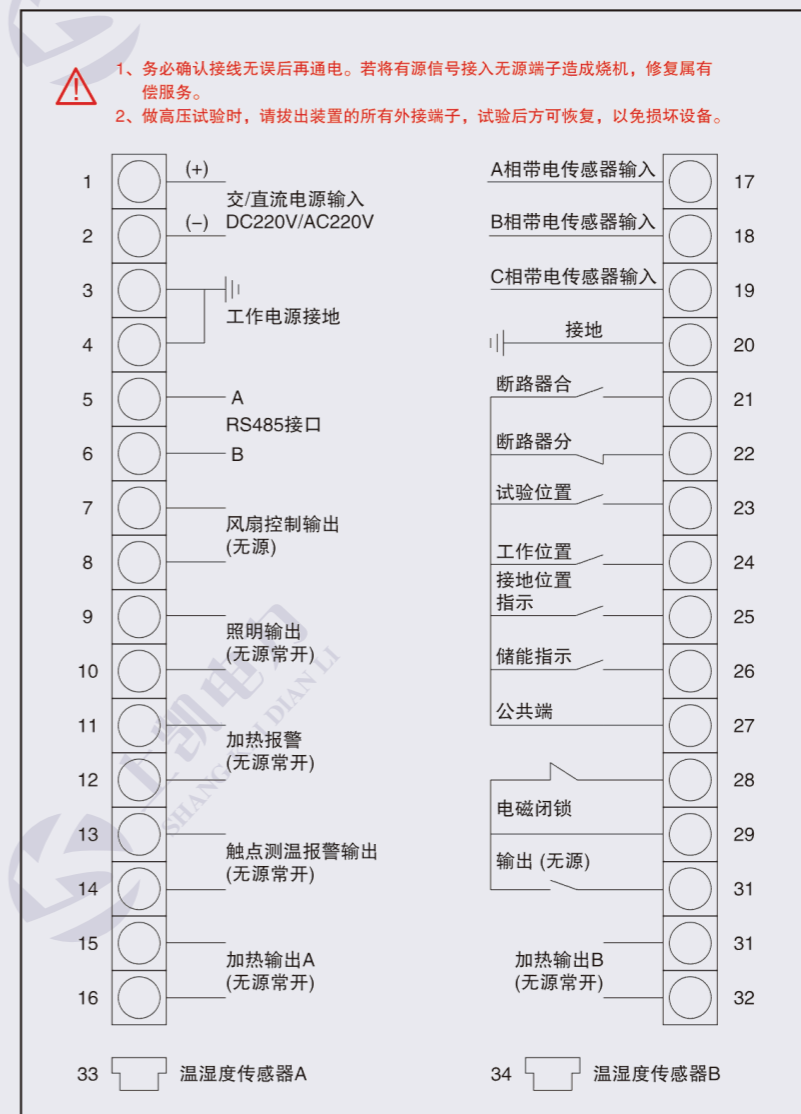 1、务必确认接线无误后再通电。若将有源信号接入无源端子造成烧机，修复属有
偿服务。
2、做高压试验时，请拔出装置的所有外接端子，试验后方可恢复，以免损坏设备。
1
(+)
交/直流电源输入
2
(−)
DC220V/AC220V
3
工作电源接地
4
5
A
RS485接口
6
B
7
风扇控制输出
(无源)
8
9
照明输出
(无源常开)
10
11
加热报警
(无源常开)
12
13
触点测温报警输出
(无源常开)
14
15
加热输出A
(无源常开)
16
A相带电传感器输入
17
B相带电传感器输入
18
C相带电传感器输入
19
接地
20
断路器合
21
断路器分
22
试验位置
23
工作位置
24
接地位置
指示
25
储能指示
26
公共端
27
28
电磁闭锁
29
输出 (无源)
31
31
加热输出B
(无源常开)
32
33
温湿度传感器A
34
温湿度传感器B
上凯电力
SHANG KAI DIAN LI